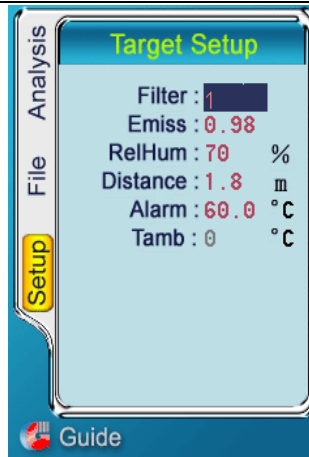 Analysis
File
Setup
Target Setup
Filter : 1
Emiss : 0.98
RelHum : 70 %
Distance : 1.8 m
Alarm : 60.0 °C
Tamb : 0 °C
Guide